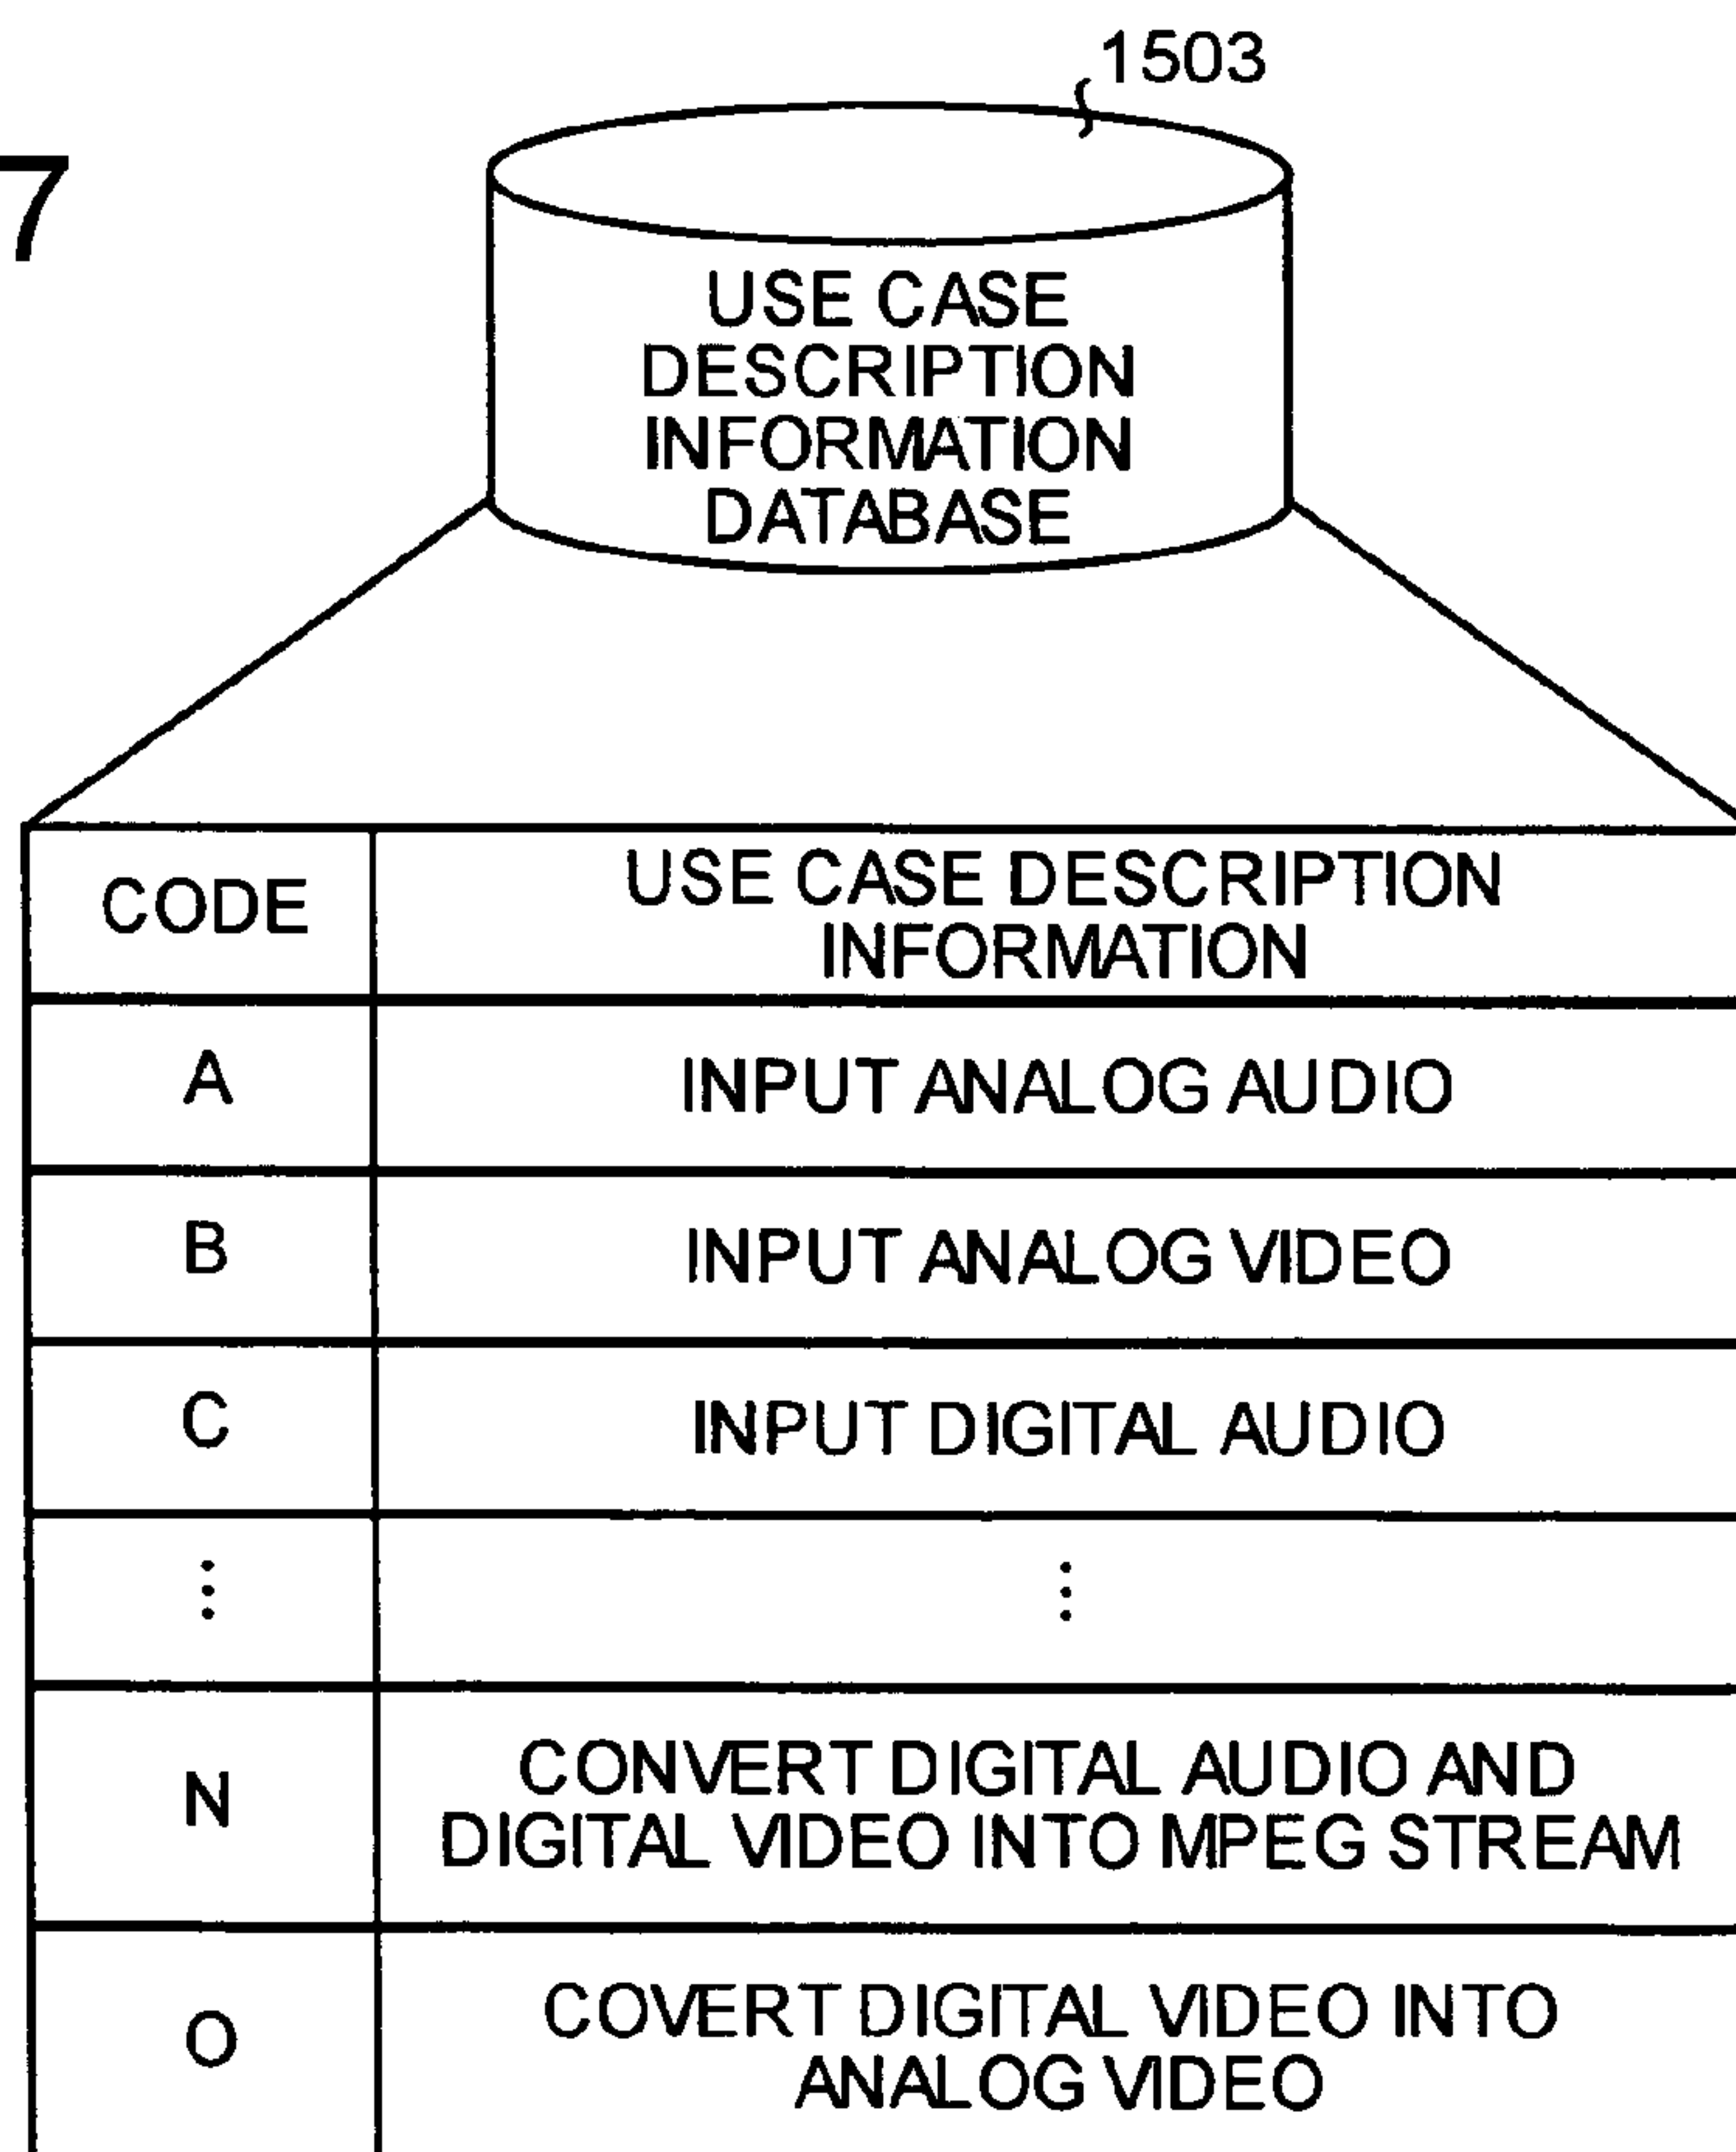 1503
7
USE CASE
DESCRIPTION
INFORMATION
DATABASE
CODE
USE CASE DESCRIPTION
INFORMATION
A
INPUT ANALOG AUDIO
B
INPUT ANALOG VIDEO
C
INPUT DIGITAL AUDIO
⋮
⋮
N
CONVERT DIGITAL AUDIO AND
DIGITAL VIDEO INTO MPEG STREAM
O
COVERT DIGITAL VIDEO INTO
ANALOG VIDEO